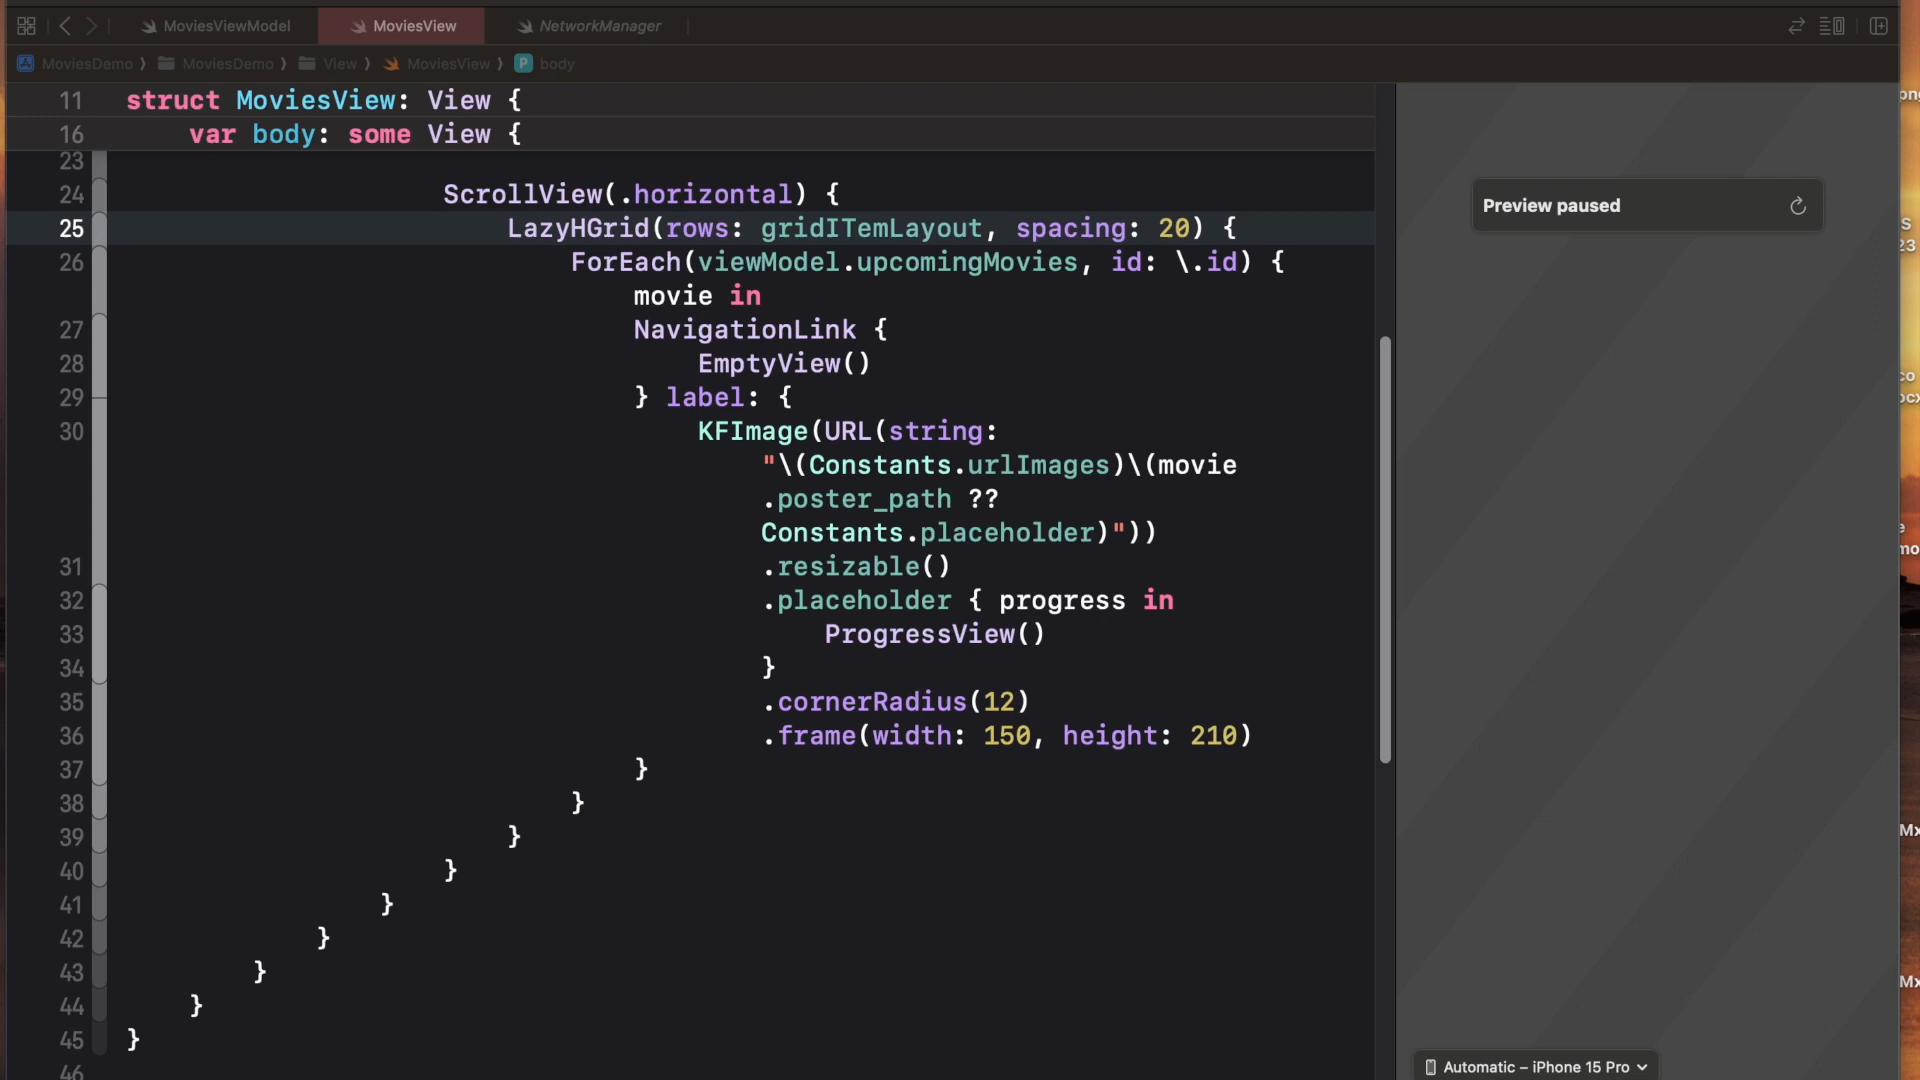 MoviesViewModel
MoviesView
NetworkManager
MoviesDemo
MoviesDemo
View
MoviesView
P body
11 struct MoviesView: View {
16 var body: some View {
23
24 ScrollView(.horizontal) {
25 LazyHGrid(rows: gridITemLayout, spacing: 20) {
26 ForEach(viewModel.upcomingMovies, id: \.id) {
movie in
27 NavigationLink {
28 EmptyView()
29 } label: {
30 KFImage(URL(string:
"\(Constants.urlImages)\(movie
.poster_path ??
Constants.placeholder)"))
31 .resizable()
32 .placeholder { progress in
33 ProgressView()
34 }
35 .cornerRadius(12)
36 .frame(width: 150, height: 210)
37 }
38 }
39 }
40 }
41 }
42 }
43 }
44 }
45 }
46
Preview paused
Automatic – iPhone 15 Pro